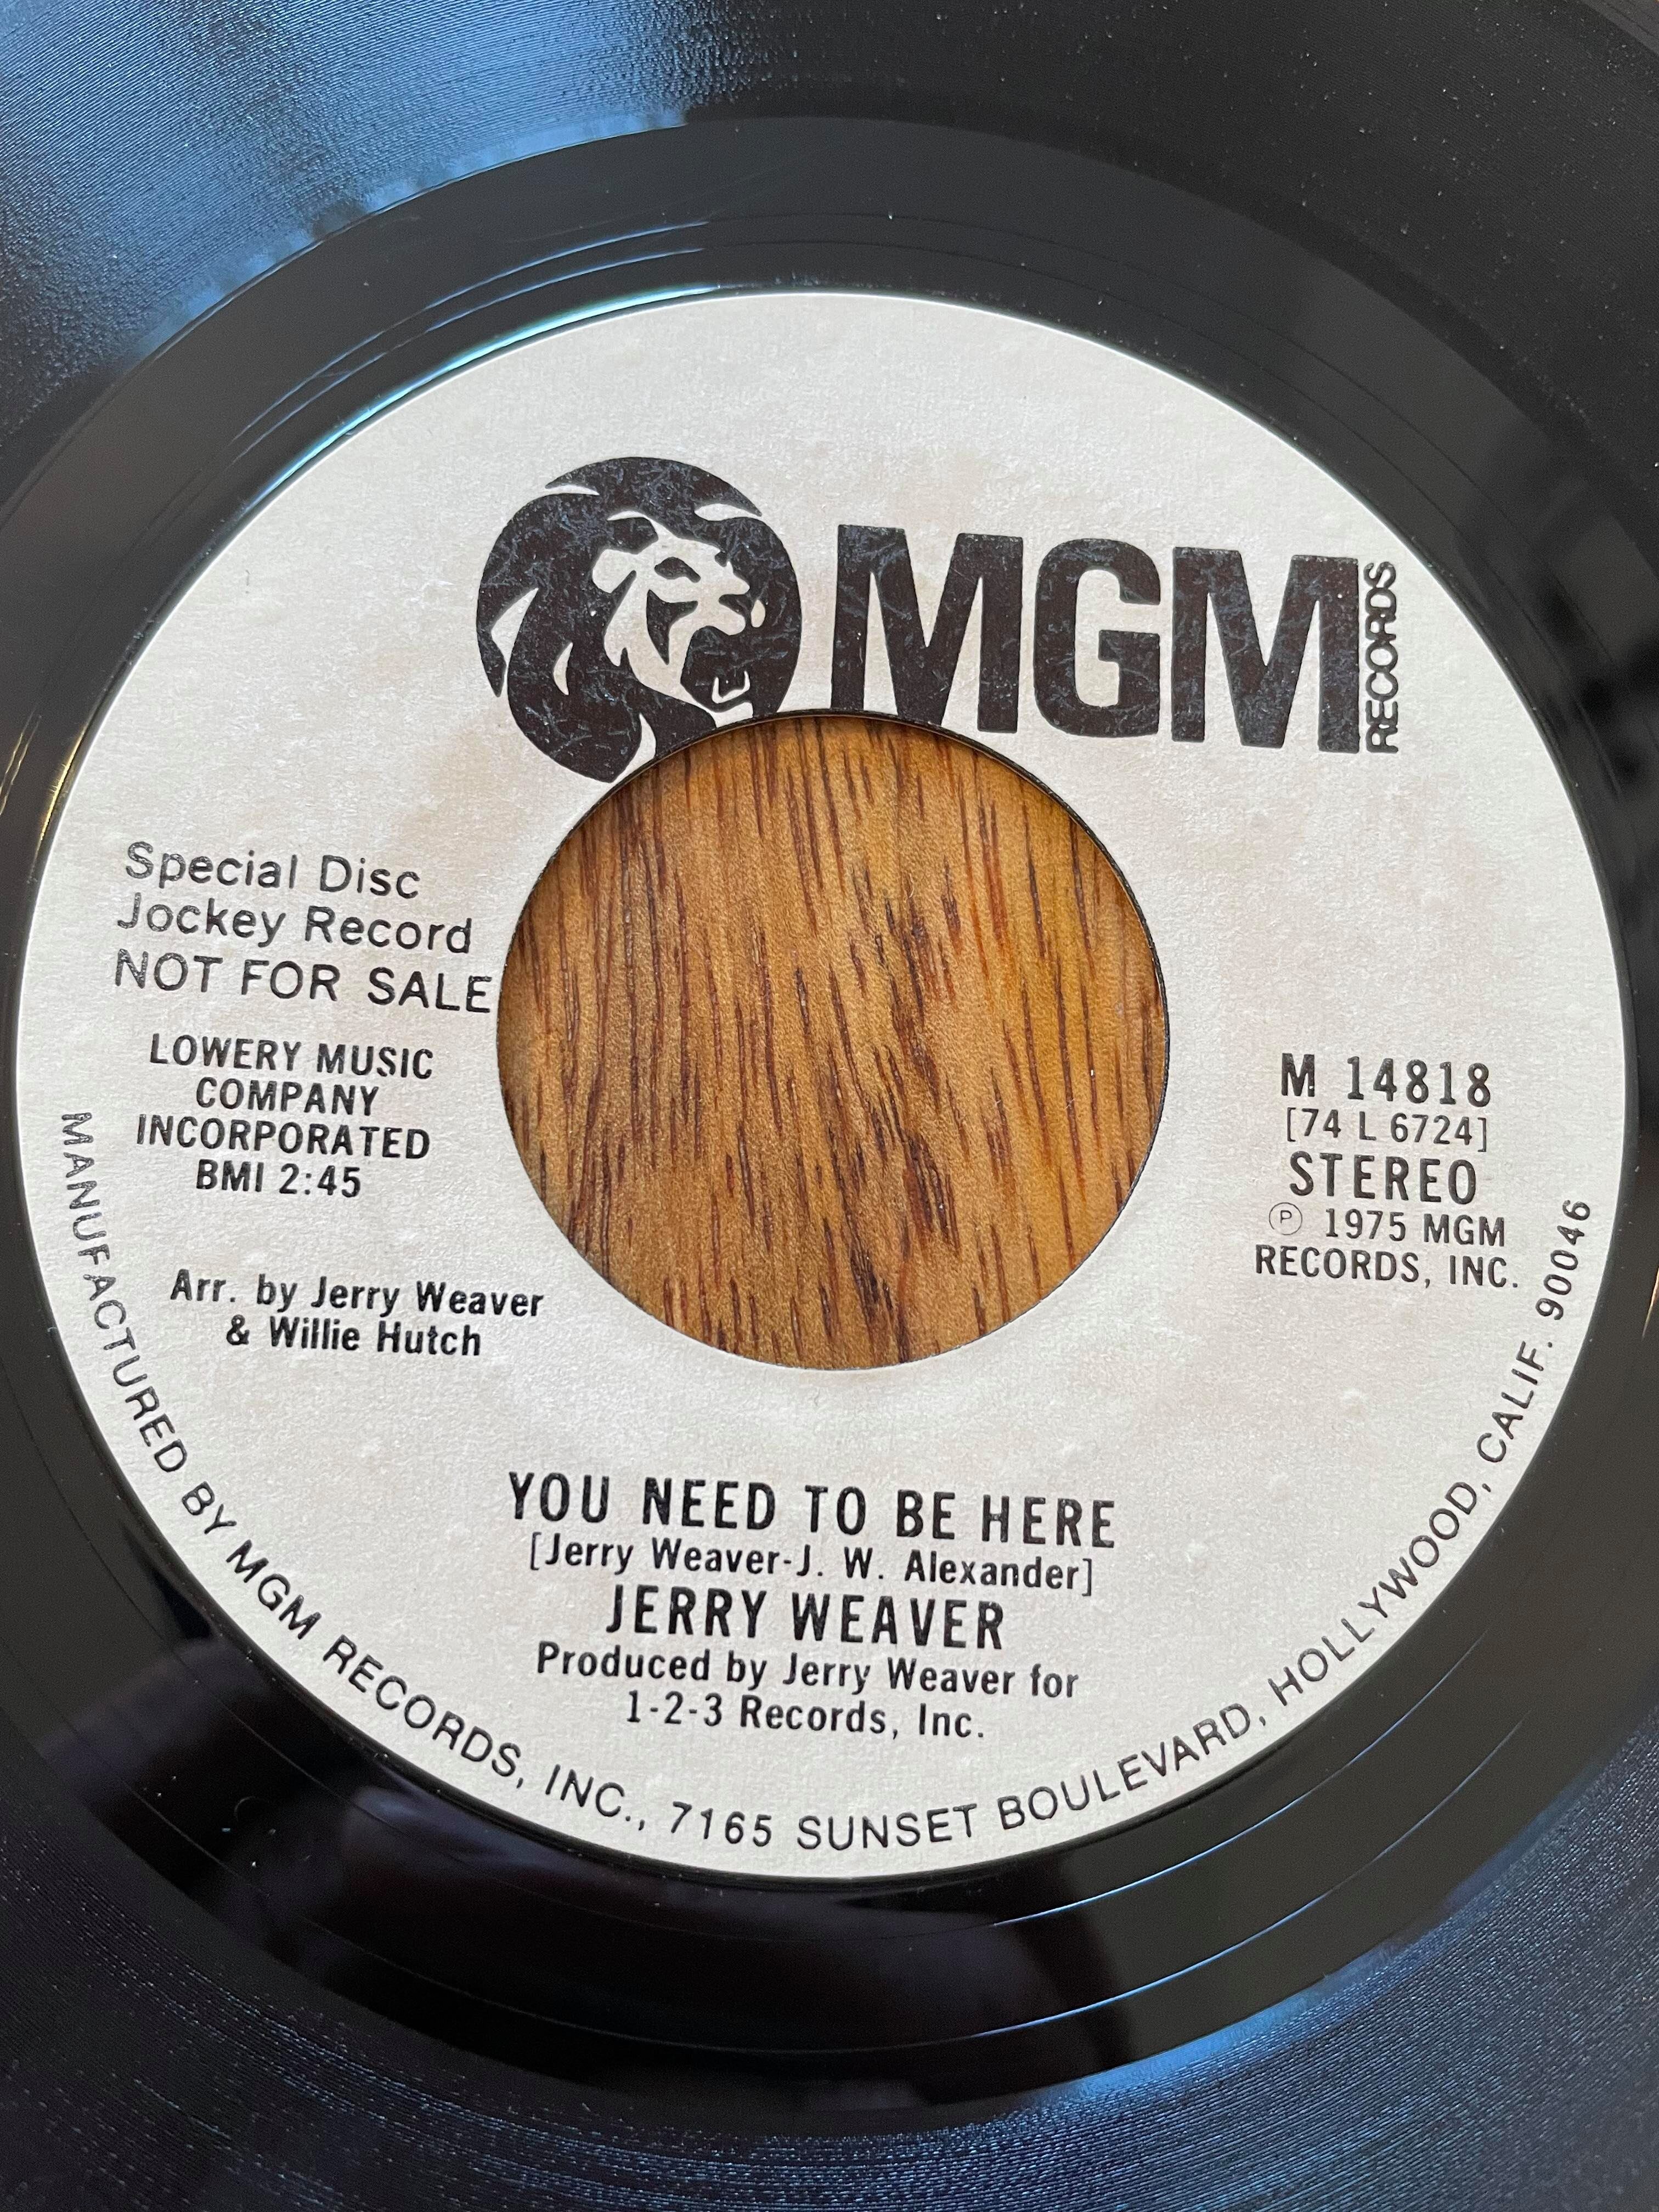 MGM
RECORDS
Special Disc
Jockey Record
NOT FOR SALE
LOWERY MUSIC
COMPANY
INCORPORATED
BMI 2:45
Arr. by Jerry Weaver
& Willie Hutch
M 14818
[74 L 6724]
STEREO
Ⓟ 1975 MGM
RECORDS, INC.
YOU NEED TO BE HERE
[Jerry Weaver-J. W. Alexander]
JERRY WEAVER
Produced by Jerry Weaver for
1-2-3 Records, Inc.
MANUFACTURED BY MGM RECORDS, INC., 7165 SUNSET BOULEVARD, HOLLYWOOD, CALIF. 90046